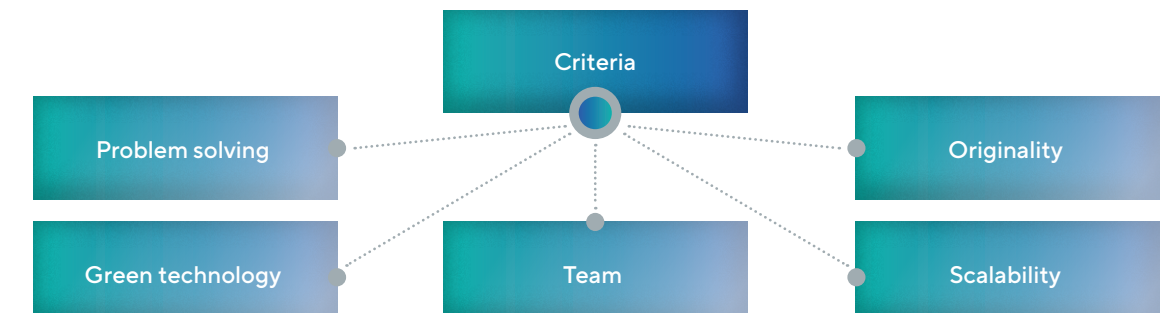 Criteria
Problem solving
Originality
Green technology
Team
Scalability